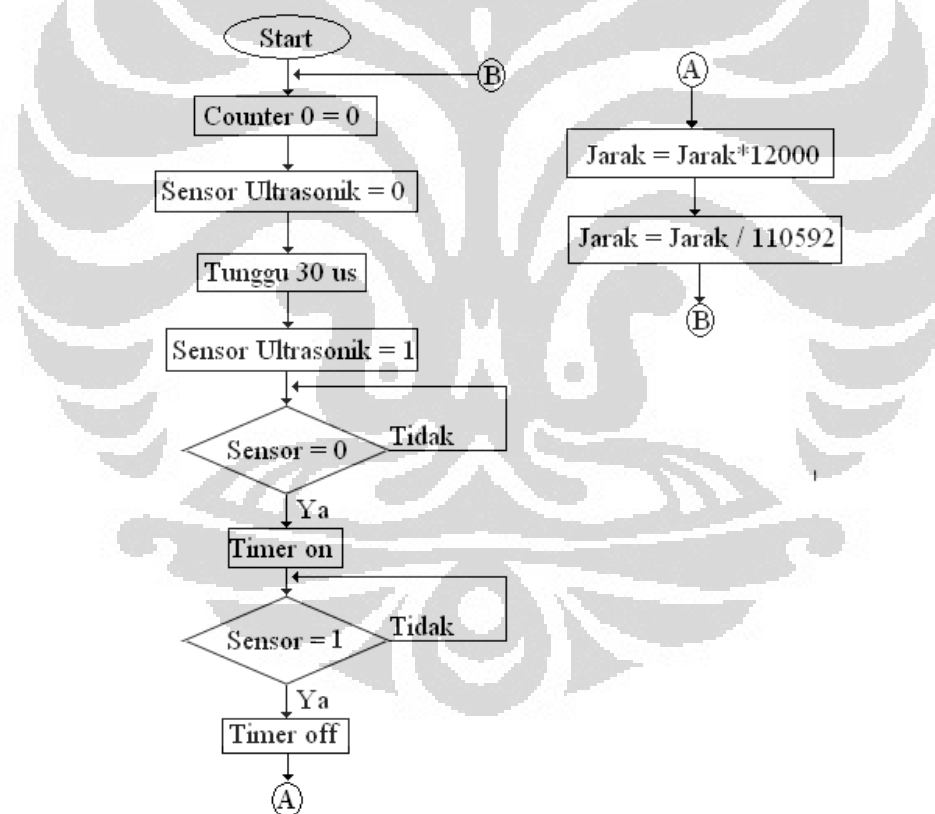 Start
B
Counter 0 = 0
Sensor Ultrasonik = 0
Tunggu 30 us
Sensor Ultrasonik = 1
Sensor = 0
Tidak
Ya
Timer on
Sensor = 1
Tidak
Ya
Timer off
A
A
Jarak = Jarak*12000
Jarak = Jarak / 110592
B